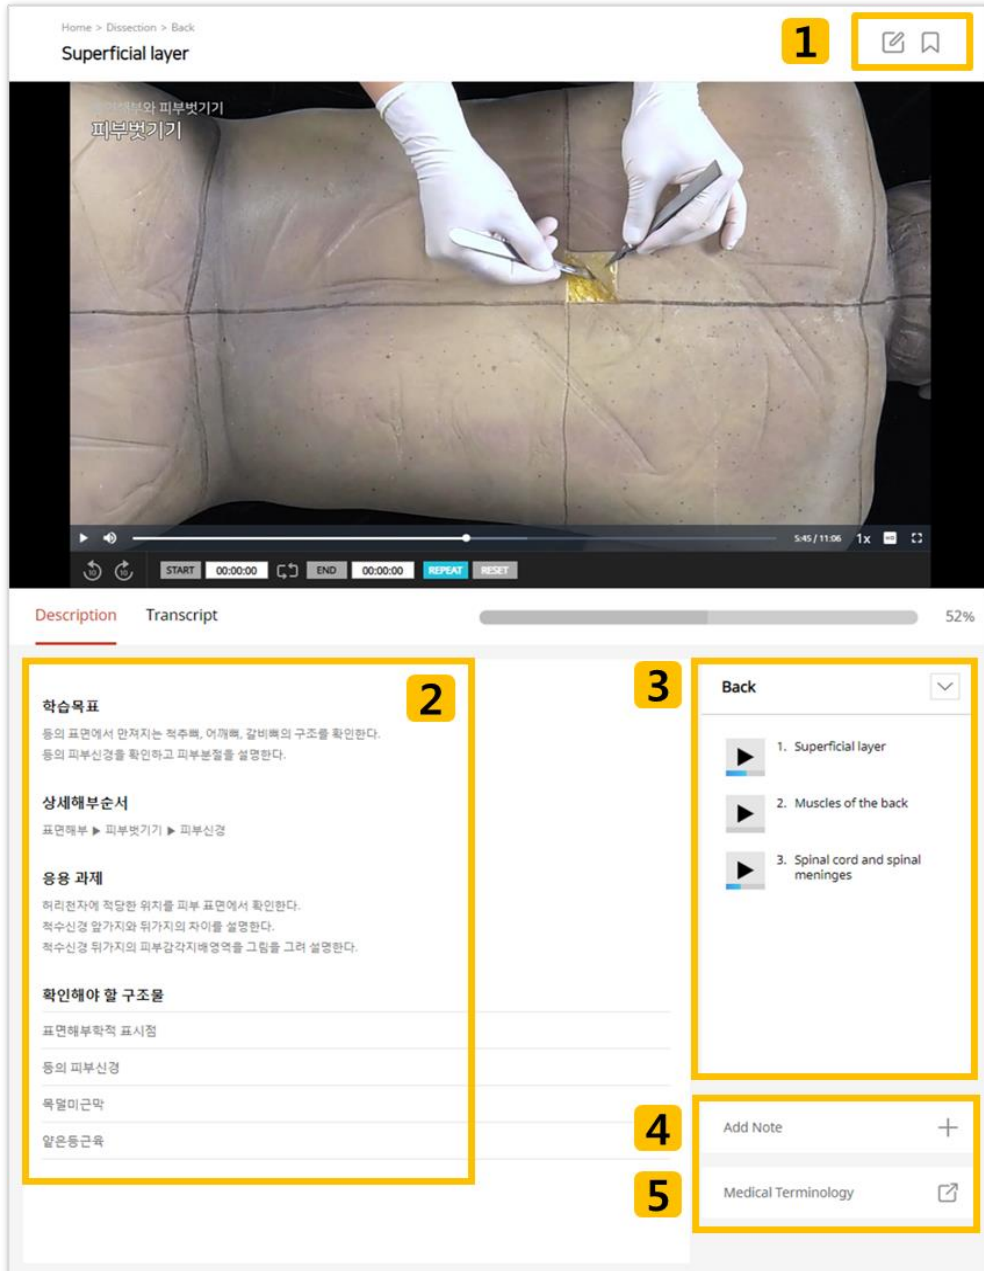 Home > Dissection > Back
Superficial layer
1
피부벗기기
피부벗기기
5:45 / 11:06 1x HD
10 10 START 00:00:00 END 00:00:00 REPEAT RESET
Description Transcript 52%
2
학습목표
등의 표면에서 만져지는 척추뼈, 어깨뼈, 갈비뼈의 구조를 확인한다.
등의 피부신경을 확인하고 피부분절을 설명한다.
상세해부순서
표면해부 ▶ 피부벗기기 ▶ 피부신경
응용 과제
허리천자에 적당한 위치를 피부 표면에서 확인한다.
척수신경 앞가지와 뒤가지의 차이를 설명한다.
척수신경 뒤가지의 피부감각지배영역을 그림을 그려 설명한다.
확인해야 할 구조물
표면해부학적 표시점
등의 피부신경
목덜미근막
얕은등근육
3
Back
1. Superficial layer
2. Muscles of the back
3. Spinal cord and spinal
meninges
4
Add Note
5
Medical Terminology